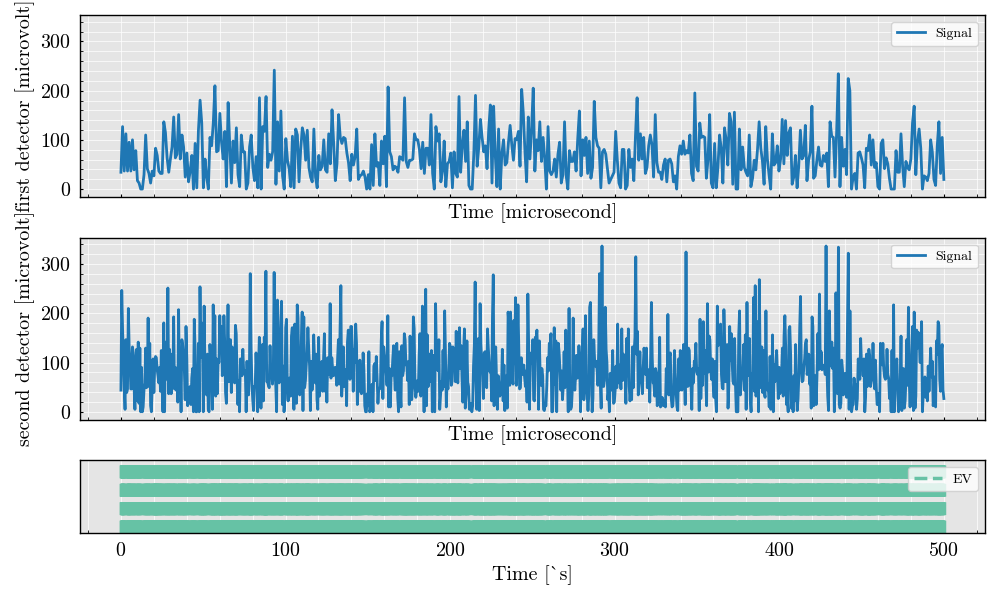 first detector [microvolt]
300
200
100
0
Signal
Time [microsecond]
second detector [microvolt]
300
200
100
0
Signal
Time [microsecond]
EV
0 100 200 300 400 500
Time [`s]